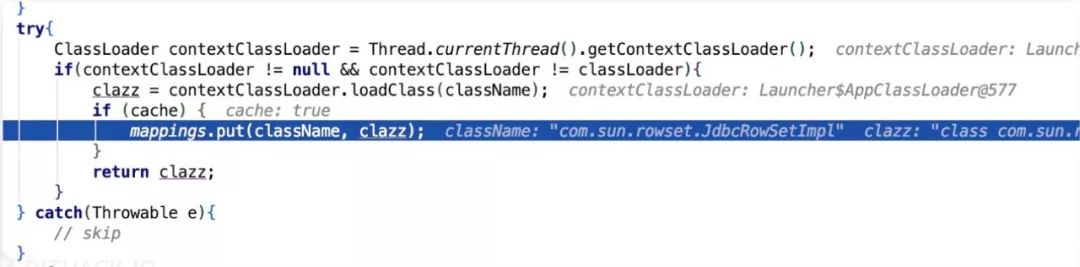 }
try{
ClassLoader contextClassLoader = Thread.currentThread().getContextClassLoader(); contextClassLoader: Launch
if(contextClassLoader != null && contextClassLoader != classLoader){
clazz = contextClassLoader.loadClass(className); contextClassLoader: Launcher$AppClassLoader@577
if (cache) { cache: true
mappings.put(className, clazz); className: "com.sun.rowset.JdbcRowSetImpl" clazz: "class com.sun.r
}
return clazz;
}
} catch(Throwable e){
// skip
}